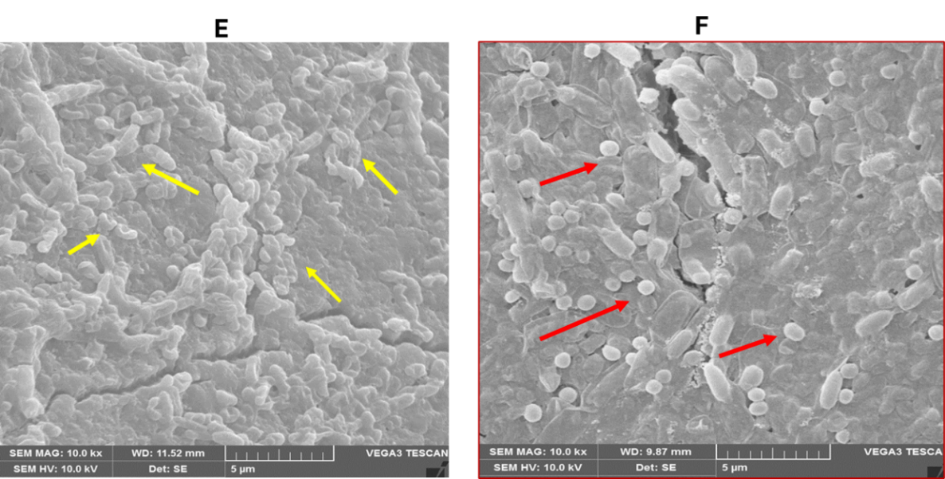 E
F
SEM MAG: 10.0 kx WD: 11.52 mm VEGA3 TESCAN
SEM HV: 10.0 kV Det: SE 5 µm
SEM MAG: 10.0 kx WD: 9.87 mm VEGA3 TESCA
SEM HV: 10.0 kV Det: SE 5 µm